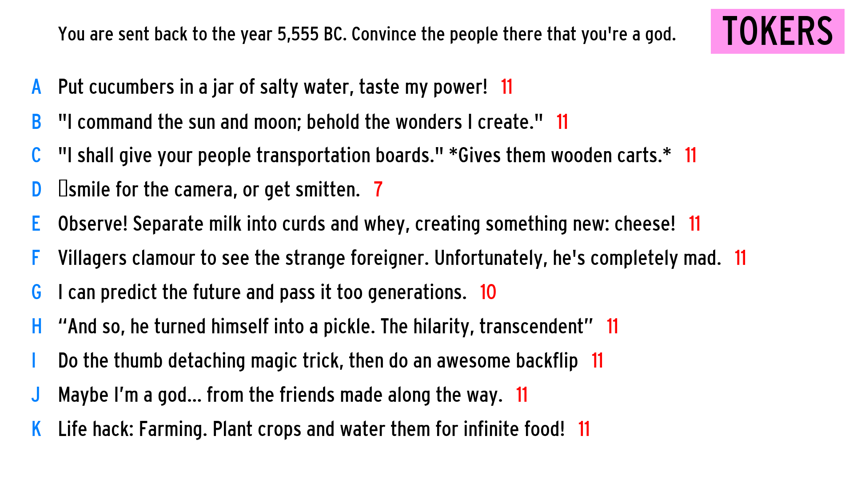 You are sent back to the year 5,555 BC. Convince the people there that you're a god.
TOKERS
A Put cucumbers in a jar of salty water, taste my power! 11
B "I command the sun and moon; behold the wonders I create." 11
C "I shall give your people transportation boards." *Gives them wooden carts.* 11
D smile for the camera, or get smitten. 7
E Observe! Separate milk into curds and whey, creating something new: cheese! 11
F Villagers clamour to see the strange foreigner. Unfortunately, he's completely mad. 11
G I can predict the future and pass it too generations. 10
H “And so, he turned himself into a pickle. The hilarity, transcendent” 11
I Do the thumb detaching magic trick, then do an awesome backflip 11
J Maybe I’m a god... from the friends made along the way. 11
K Life hack: Farming. Plant crops and water them for infinite food! 11